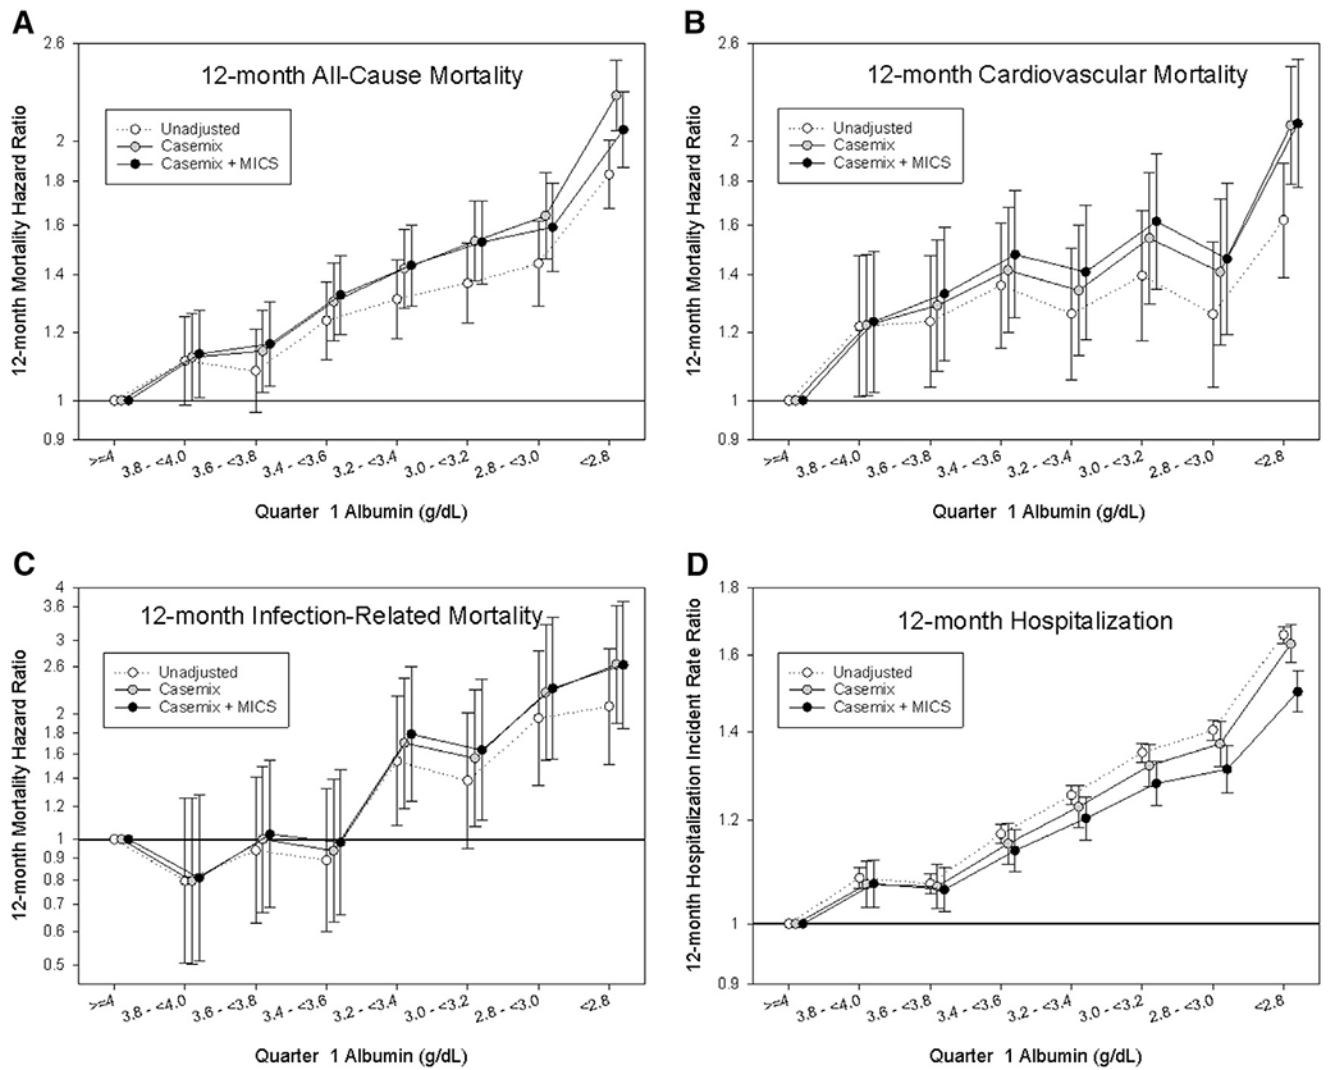 A
2.6
2
1.8
1.6
1.4
1.2
1
0.9
12-month Mortality Hazard Ratio
12-month All-Cause Mortality
Unadjusted
Casemix
Casemix + MICS
>=4
3.8 - <4.0
3.6 - <3.8
3.4 - <3.6
3.2 - <3.4
3.0 - <3.2
2.8 - <3.0
<2.8
Quarter 1 Albumin (g/dL)
B
2.6
2
1.8
1.6
1.4
1.2
1
0.9
12-month Mortality Hazard Ratio
12-month Cardiovascular Mortality
Unadjusted
Casemix
Casemix + MICS
>=4
3.8 - <4.0
3.6 - <3.8
3.4 - <3.6
3.2 - <3.4
3.0 - <3.2
2.8 - <3.0
<2.8
Quarter 1 Albumin (g/dL)
C
4
3.6
3
2.6
2
1.8
1.6
1.4
1.2
1
0.9
0.8
0.7
0.6
0.5
12-month Mortality Hazard Ratio
12-month Infection-Related Mortality
Unadjusted
Casemix
Casemix + MICS
>=4
3.8 - <4.0
3.6 - <3.8
3.4 - <3.6
3.2 - <3.4
3.0 - <3.2
2.8 - <3.0
<2.8
Quarter 1 Albumin (g/dL)
D
1.8
1.6
1.4
1.2
1
0.9
12-month Hospitalization Incident Rate Ratio
12-month Hospitalization
Unadjusted
Casemix
Casemix + MICS
>=4
3.8 - <4.0
3.6 - <3.8
3.4 - <3.6
3.2 - <3.4
3.0 - <3.2
2.8 - <3.0
<2.8
Quarter 1 Albumin (g/dL)